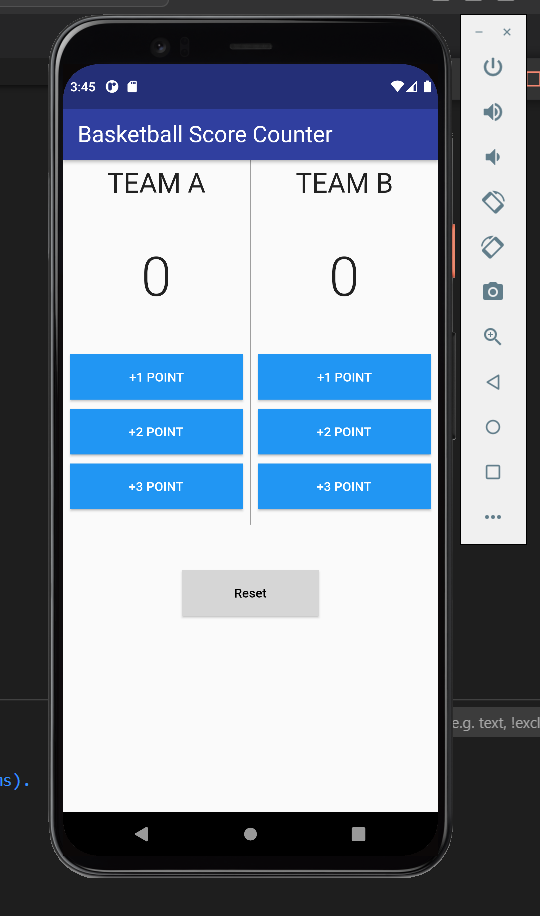 3:45
Basketball Score Counter
TEAM A
TEAM B
0
0
+1 POINT
+1 POINT
+2 POINT
+2 POINT
+3 POINT
+3 POINT
Reset
e.g. text, !excl
ns).